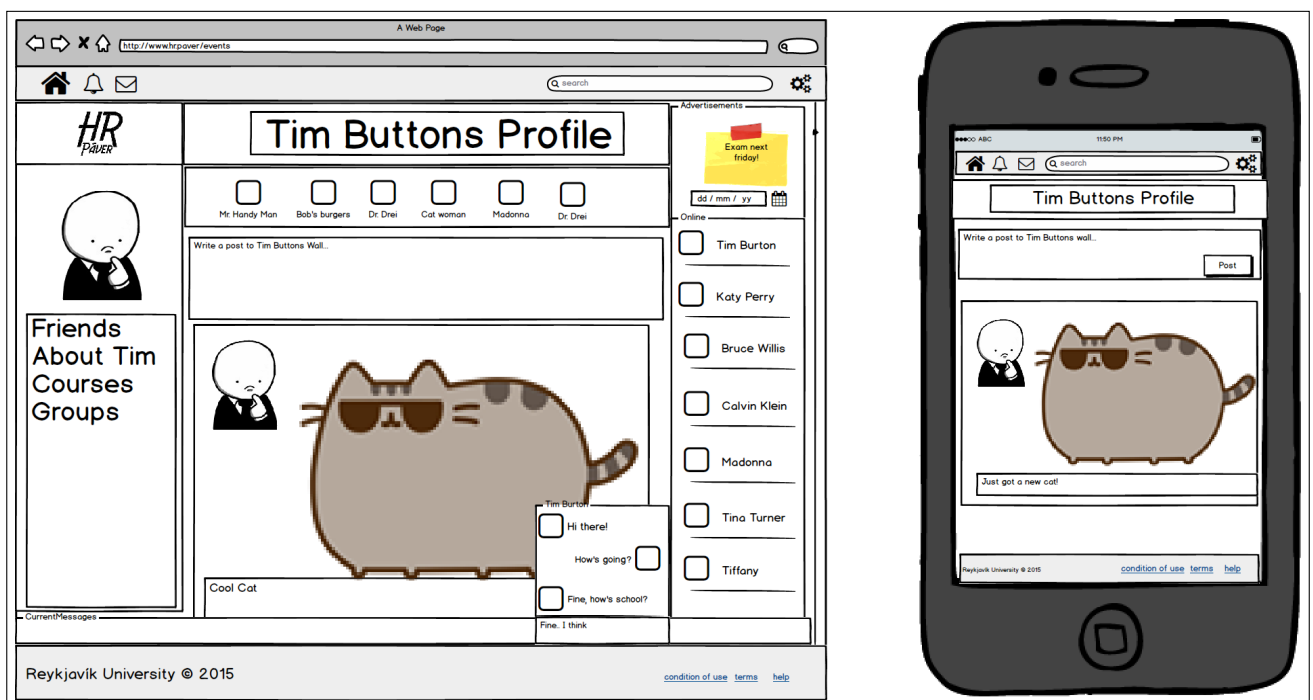 A Web Page
http://www.hrpaver/events
search
HR
Páver
Tim Buttons Profile
Advertisements
Exam next
friday!
dd / mm / yy
Mr. Handy Man Bob's burgers Dr. Drei Cat woman Madonna Dr. Drei
Write a post to Tim Buttons Wall...
Friends
About Tim
Courses
Groups
Cool Cat
Online
Tim Burton
Katy Perry
Bruce Willis
Calvin Klein
Madonna
Tina Turner
Tiffany
Tim Burton
Hi there!
How's going?
Fine, how's school?
Fine.. I think
CurrentMessages
Reykjavík University © 2015
condition of use terms help
ABC 11:50 PM
search
Tim Buttons Profile
Write a post to Tim Buttons wall...
Post
Just got a new cat!
Reykjavík University © 2015
condition of use terms help